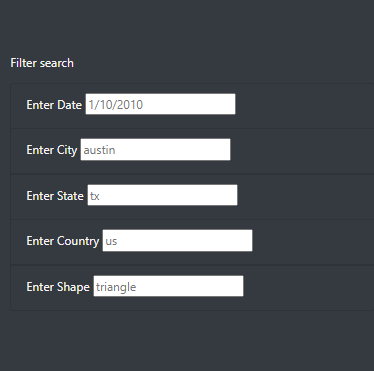 Filter search
Enter Date 1/10/2010
Enter City austin
Enter State tx
Enter Country us
Enter Shape triangle